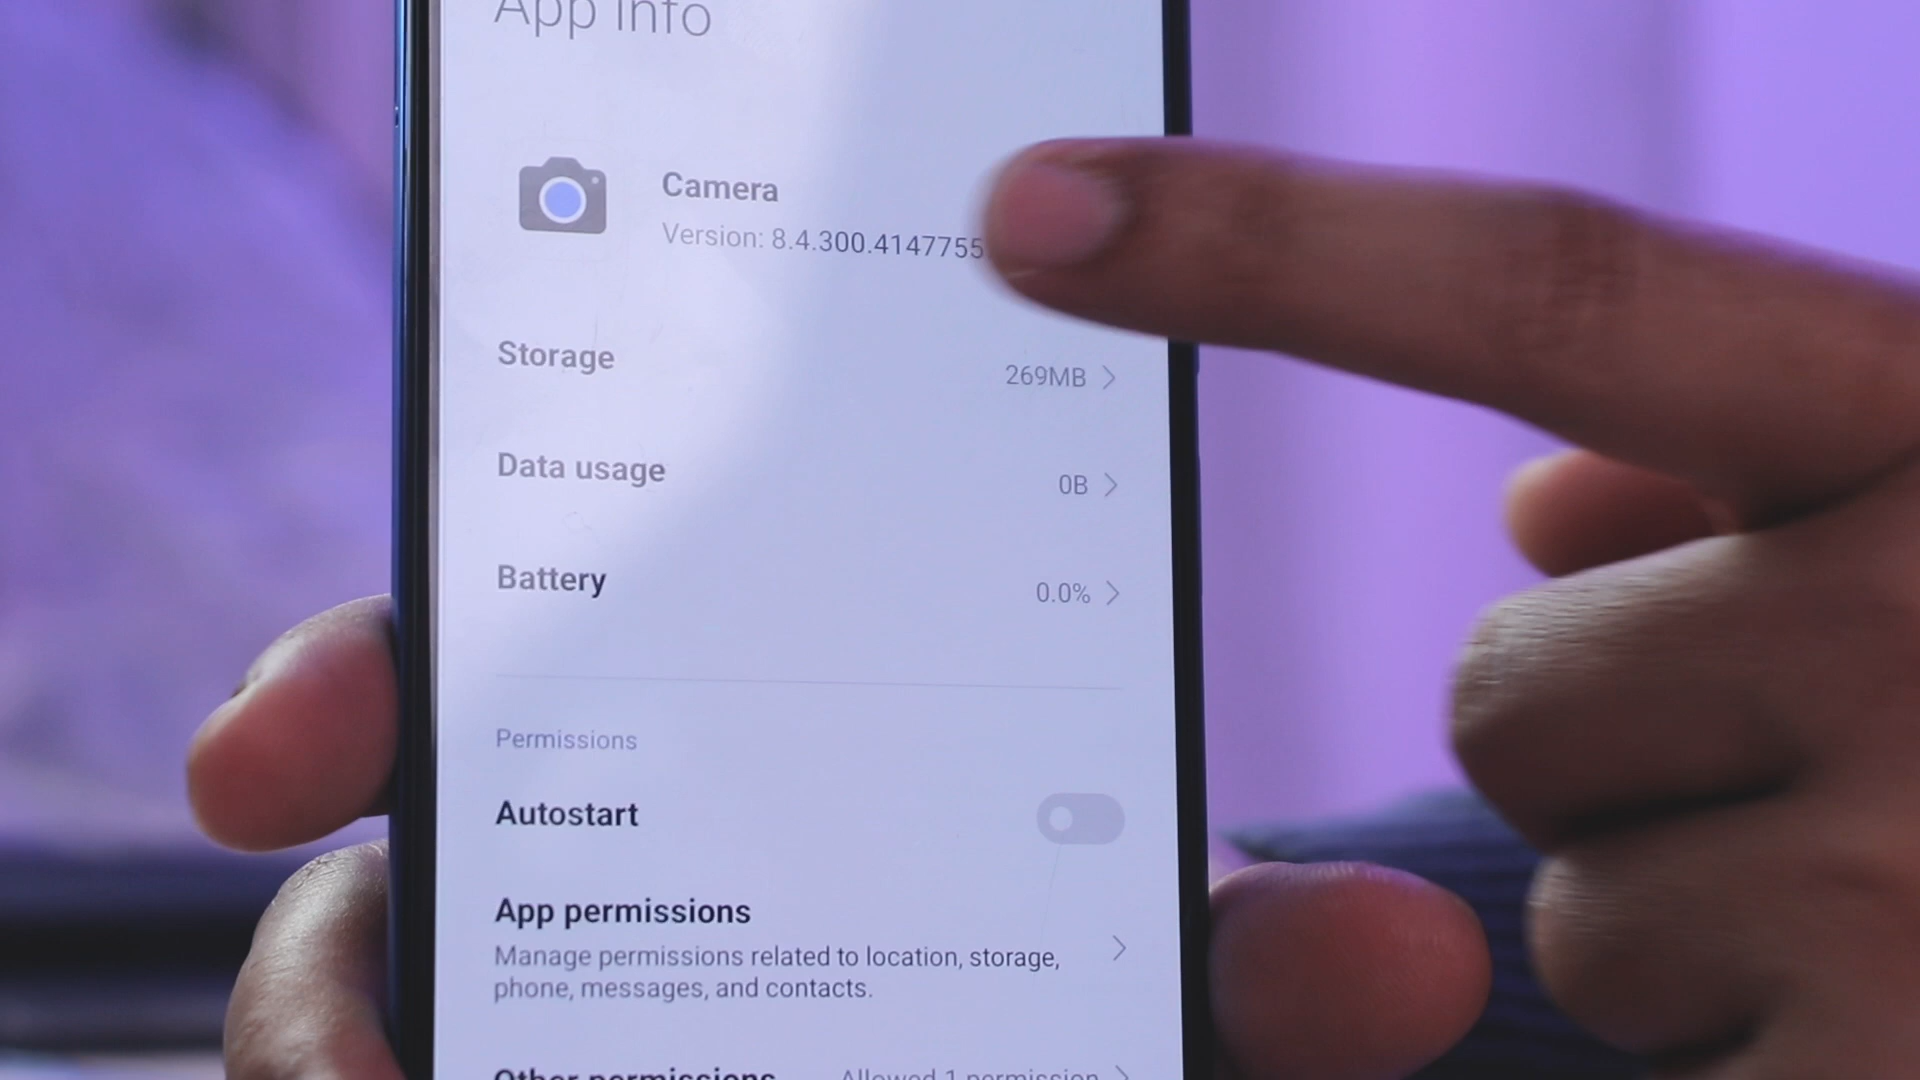 App info
Camera
Version: 8.4.300.4147755
Storage
269MB
Data usage
0B
Battery
0.0%
Permissions
Autostart
App permissions
Manage permissions related to location, storage,
phone, messages, and contacts.
Other permissions
Allowed 1 permission